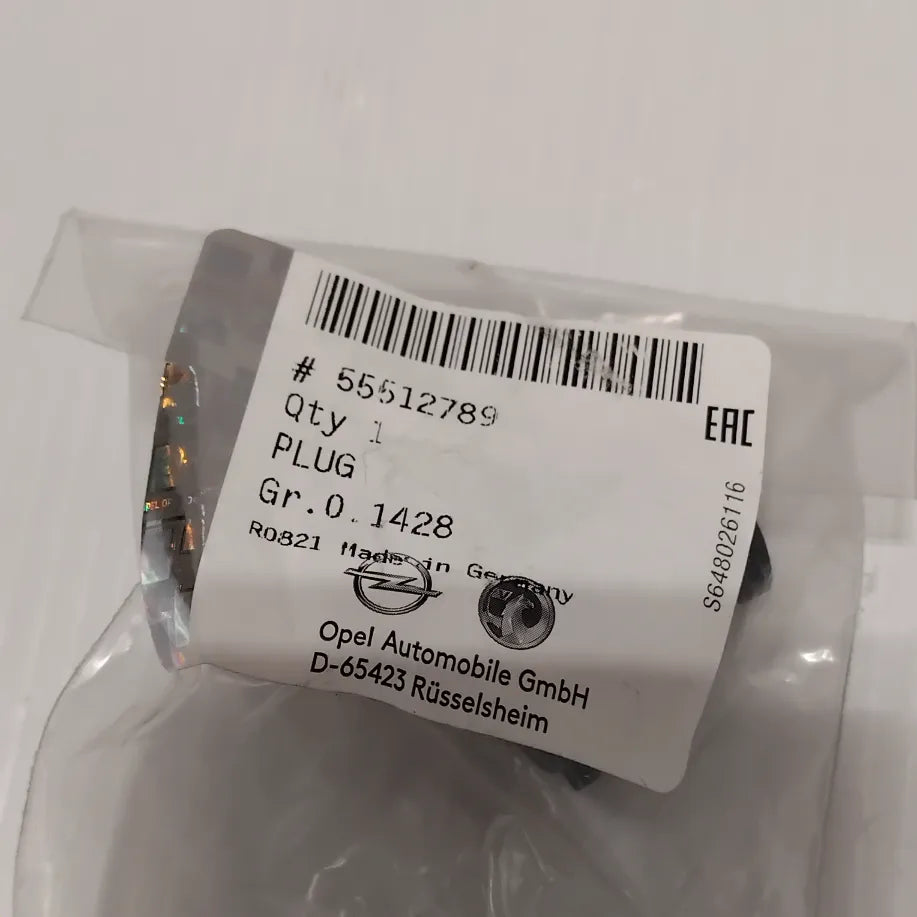 # 55512789
Qty 1
PLUG
Gr.0.1428
R0821 Made in Germany
Opel Automobile GmbH
D-65423 Rüsselsheim
EAC
S648026116